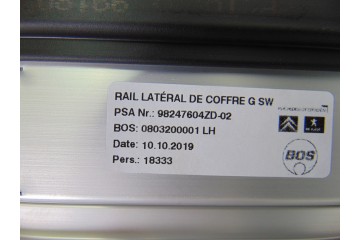 RAIL LATÉRAL DE COFFRE G SW
PSA Nr.: 98247604ZD-02
BOS: 0803200001 LH
Date: 10.10.2019
Pers.: 18333
BOS